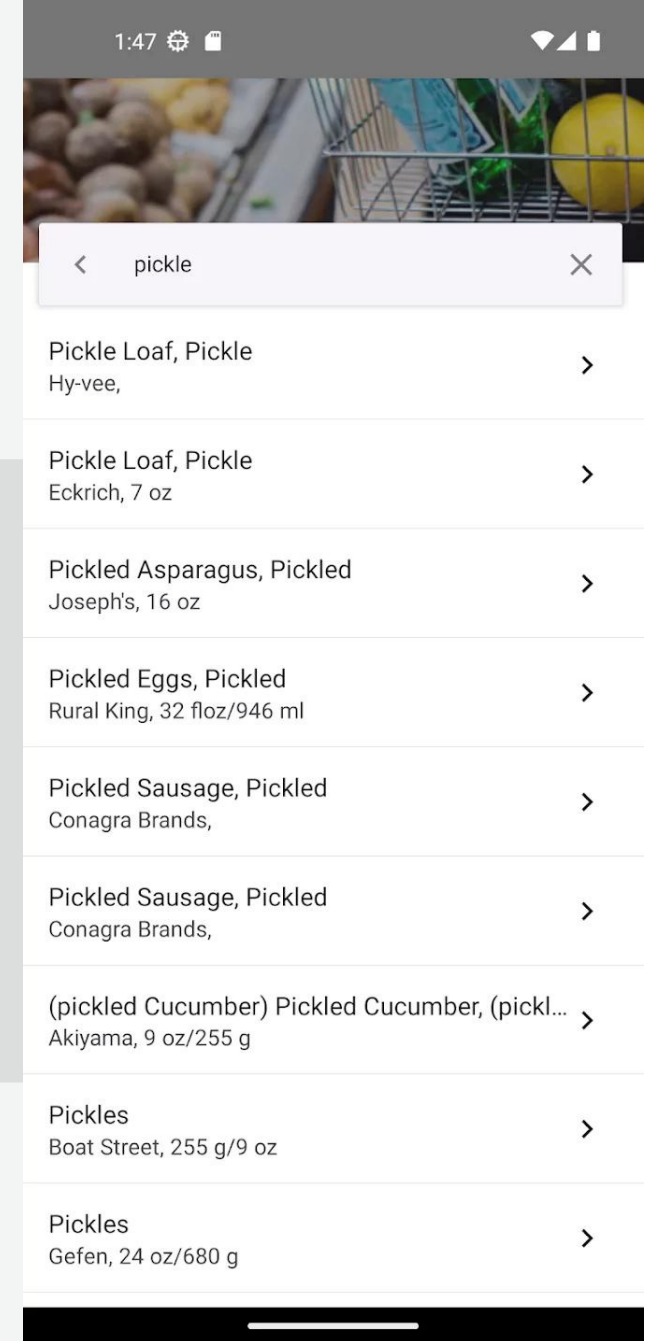 1:47
pickle
Pickle Loaf, Pickle
Hy-vee,
Pickle Loaf, Pickle
Eckrich, 7 oz
Pickled Asparagus, Pickled
Joseph's, 16 oz
Pickled Eggs, Pickled
Rural King, 32 floz/946 ml
Pickled Sausage, Pickled
Conagra Brands,
Pickled Sausage, Pickled
Conagra Brands,
(pickled Cucumber) Pickled Cucumber, (pickl...
Akiyama, 9 oz/255 g
Pickles
Boat Street, 255 g/9 oz
Pickles
Gefen, 24 oz/680 g